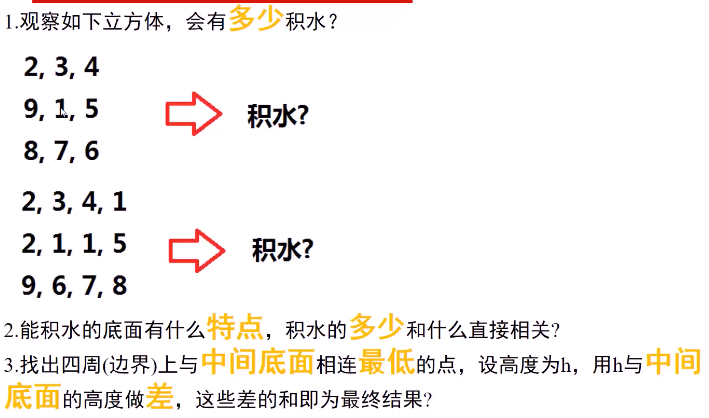 1.观察如下立方体，会有多少积水？
2, 3, 4
9, 1, 5
积水?
8, 7, 6
2, 3, 4, 1
2, 1, 1, 5
积水?
9, 6, 7, 8
2.能积水的底面有什么特点，积水的多少和什么直接相关?
3.找出四周(边界)上与中间底面相连最低的点，设高度为h，用h与中间
底面的高度做差，这些差的和即为最终结果?